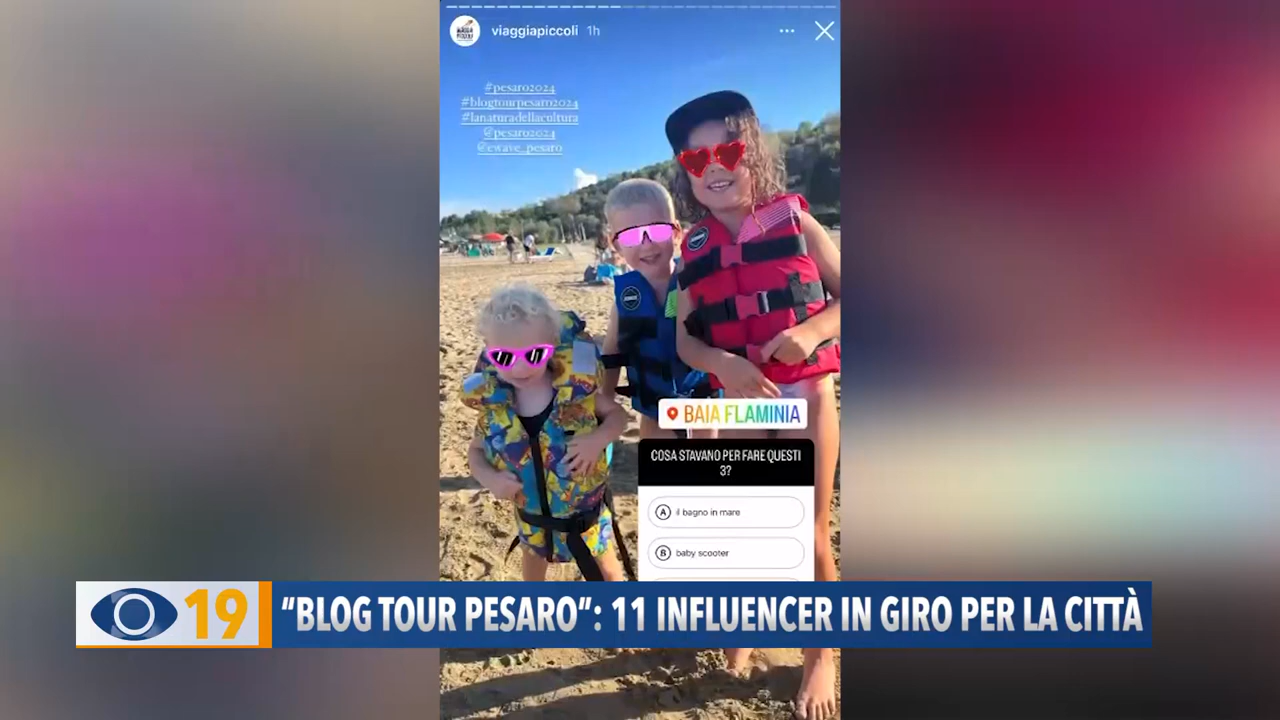 viaggiapiccoli 1h
#pesaro2024
#blogtourpesaro2024
#lanaturadellacultura
@pesaro2024
@ewave_pesaro
BAIA FLAMINIA
COSA STAVANO PER FARE QUESTI
3?
A il bagno in mare
B baby scooter
19 “BLOG TOUR PESARO”: 11 INFLUENCER IN GIRO PER LA CITTÀ